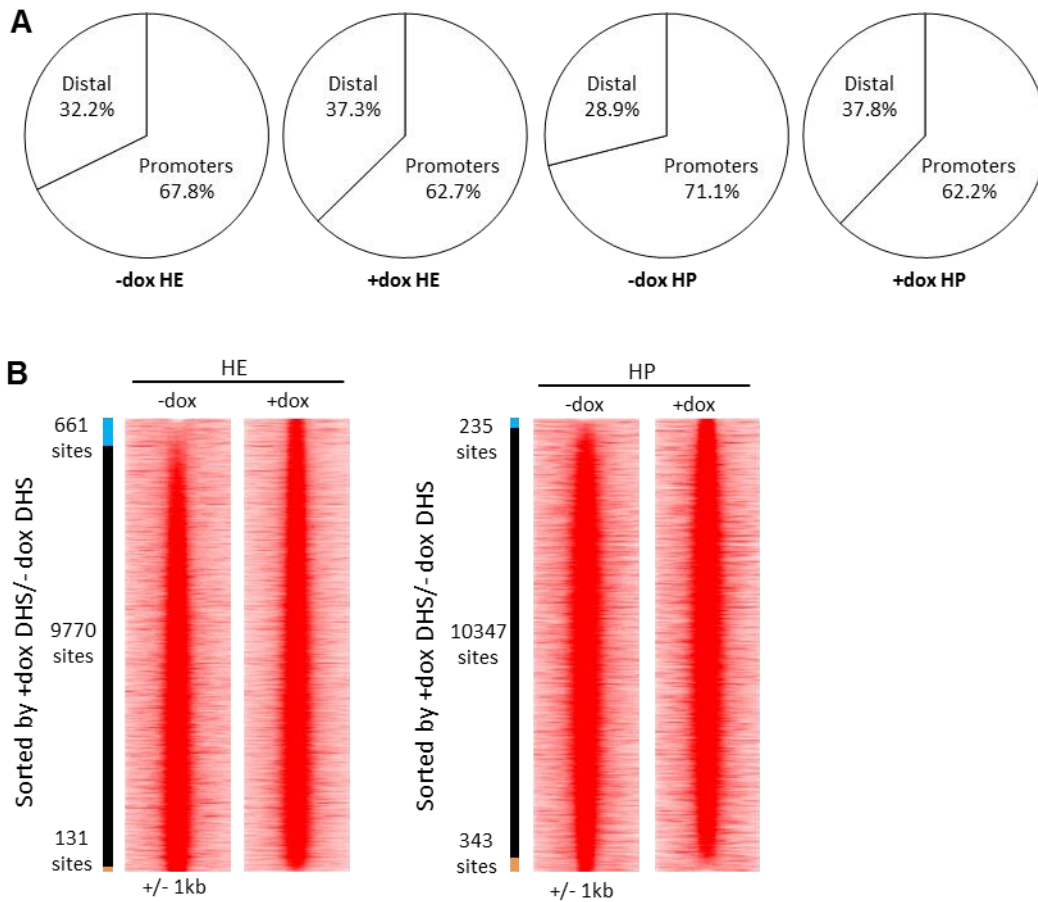 A
Distal
32.2%
Promoters
67.8%
-dox HE
Distal
37.3%
Promoters
62.7%
+dox HE
Distal
28.9%
Promoters
71.1%
-dox HP
Distal
37.8%
Promoters
62.2%
+dox HP
B
HE
-dox
+dox
Sorted by +dox DHS/- dox DHS
661
sites
9770
sites
131
sites
+/- 1kb
HP
-dox
+dox
Sorted by +dox DHS/- dox DHS
235
sites
10347
sites
343
sites
+/- 1kb